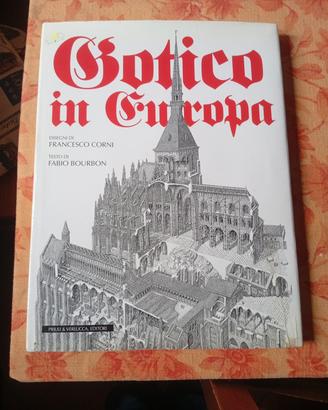 Gotico
in Europa
DISEGNI DI
FRANCESCO CORNI
TESTO DI
FABIO BOURBON
PRIULI & VERLUCCA, EDITORI